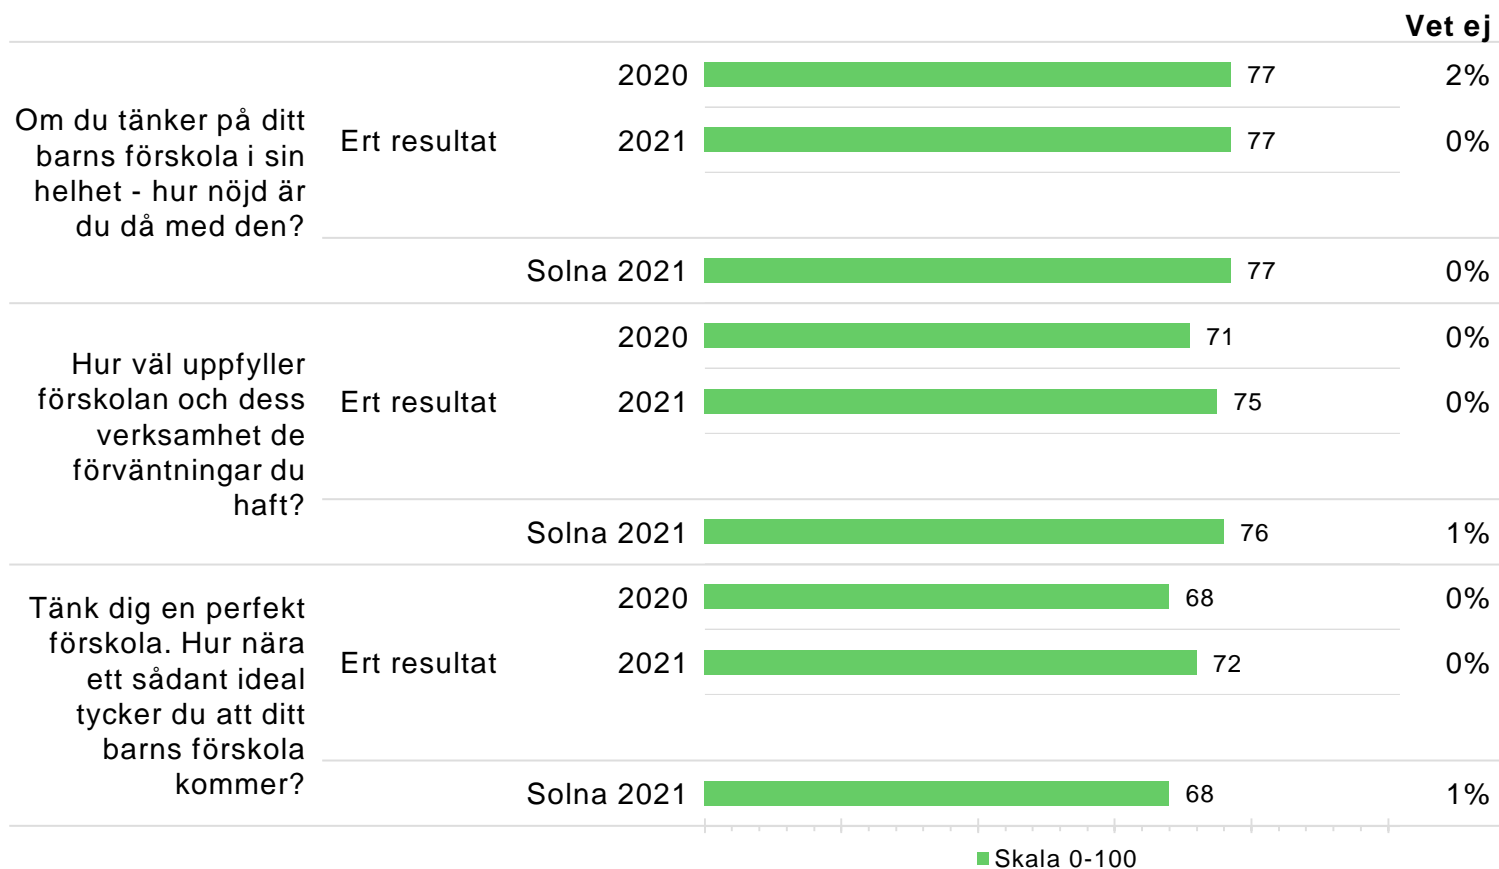 Vet ej
2020 77 2%
Om du tänker på ditt
barns förskola i sin
helhet - hur nöjd är
du då med den?
Ert resultat 2021 77 0%
Solna 2021 77 0%
2020 71 0%
Hur väl uppfyller
förskolan och dess
verksamhet de
förväntningar du
haft?
Ert resultat 2021 75 0%
Solna 2021 76 1%
2020 68 0%
Tänk dig en perfekt
förskola. Hur nära
ett sådant ideal
tycker du att ditt
barns förskola
kommer?
Ert resultat 2021 72 0%
Solna 2021 68 1%
Skala 0-100